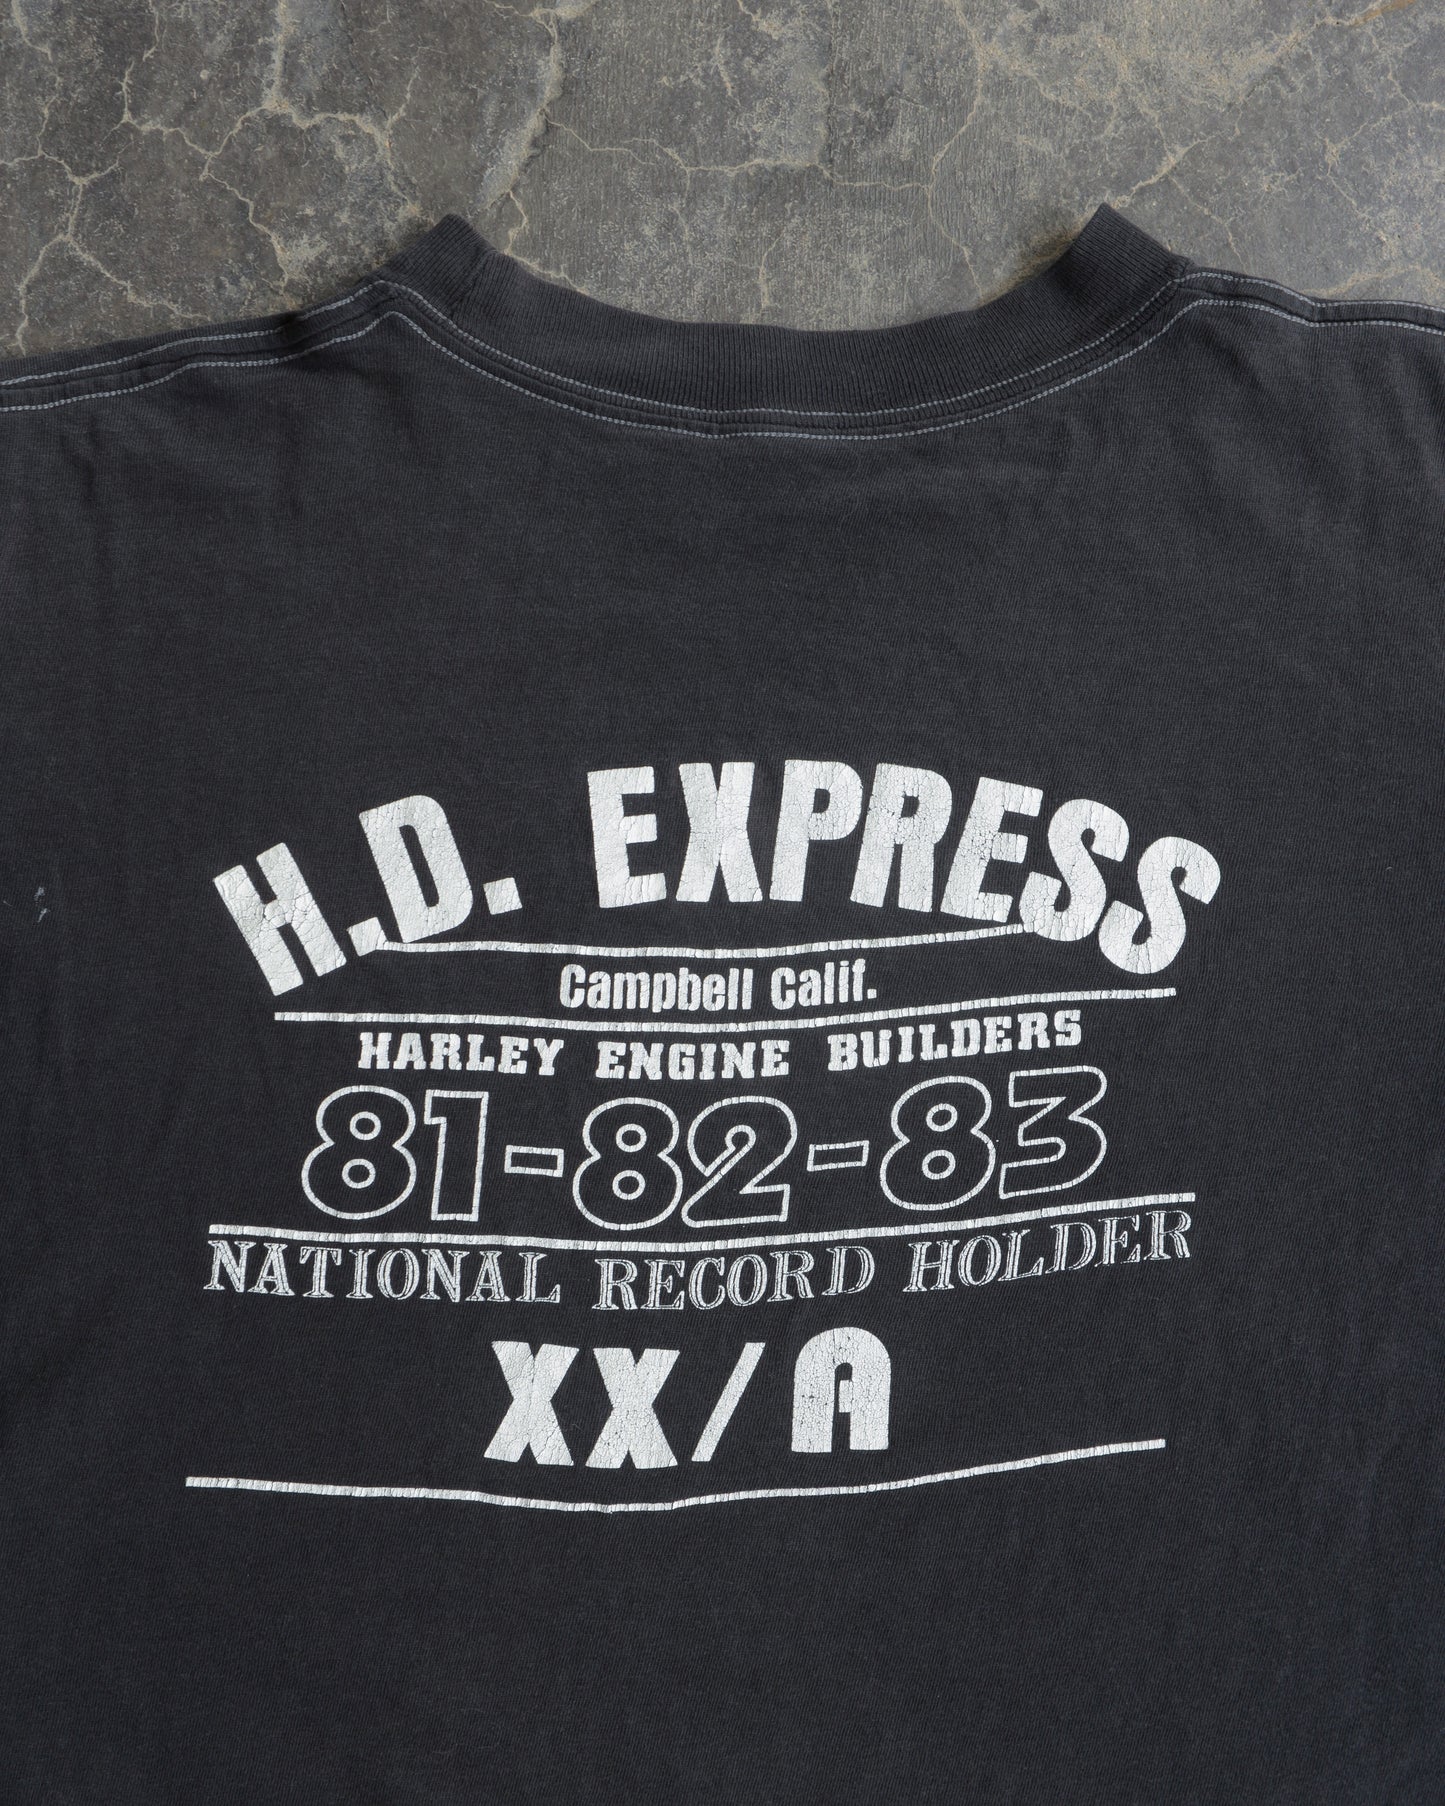 H.D. EXPRESS
Campbell Calif.
HARLEY ENGINE BUILDERS
81-82-83
NATIONAL RECORD HOLDER
XX/A